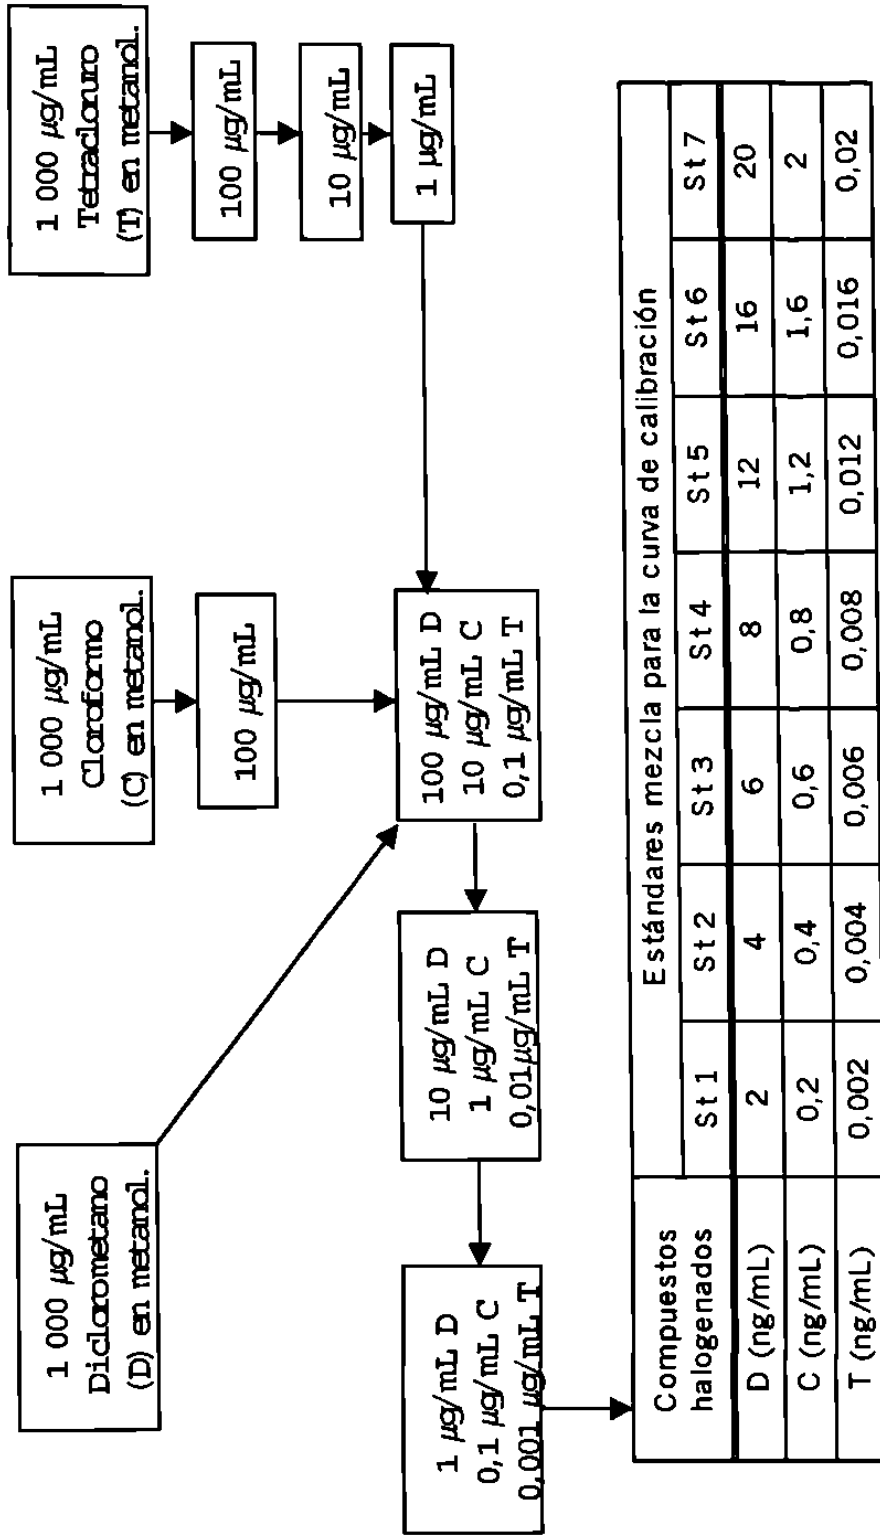 1 000 µg/mL
Diclorometano
(D) en metanol.
1 000 µg/mL
Cloroformo
(C) en metanol.
1 000 µg/mL
Tetracloruro
(T) en metanol.
100 µg/mL
100 µg/mL
10 µg/mL
1 µg/mL
1 µg/mL D
0,1 µg/mL C
0,001 µg/mL T
10 µg/mL D
1 µg/mL C
0,01µg/mL T
100 µg/mL D
10 µg/mL C
0,1 µg/mL T
Compuestos
halogenados
Estándares mezcla para la curva de calibración
St 1 St 2 St 3 St 4 St 5 St 6 St 7
D (ng/mL) 2 4 6 8 12 16 20
C (ng/mL) 0,2 0,4 0,6 0,8 1,2 1,6 2
T (ng/mL) 0,002 0,004 0,006 0,008 0,012 0,016 0,02